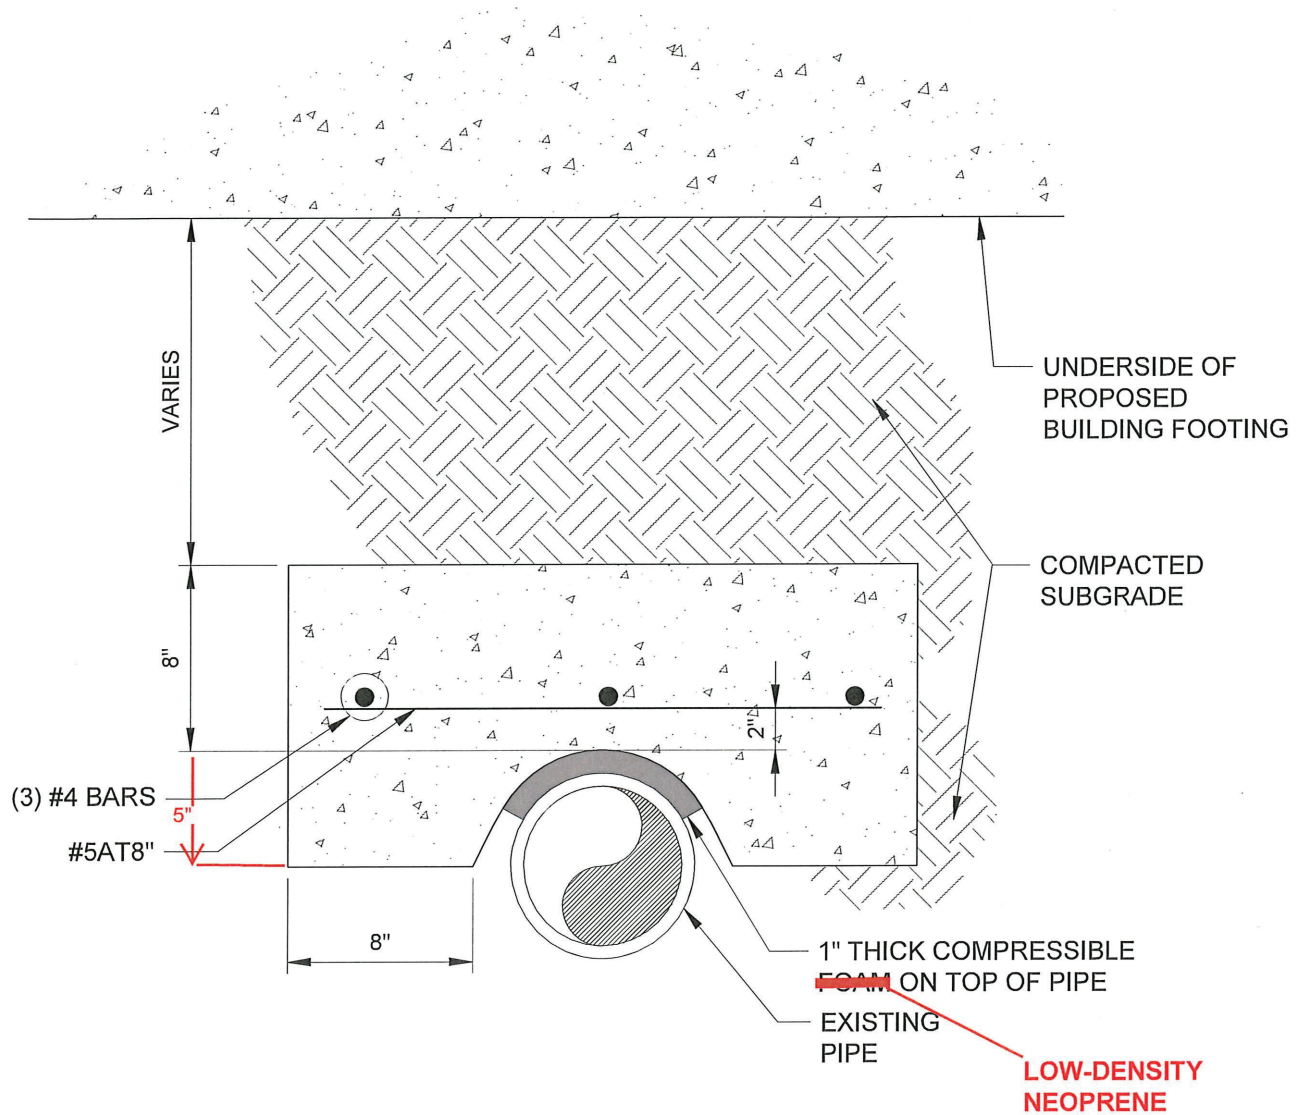 VARIES
UNDERSIDE OF
PROPOSED
BUILDING FOOTING
COMPACTED
SUBGRADE
8"
2"
(3) #4 BARS
5"
#5AT8"
8"
1" THICK COMPRESSIBLE
FOAM ON TOP OF PIPE
EXISTING
PIPE
LOW-DENSITY
NEOPRENE